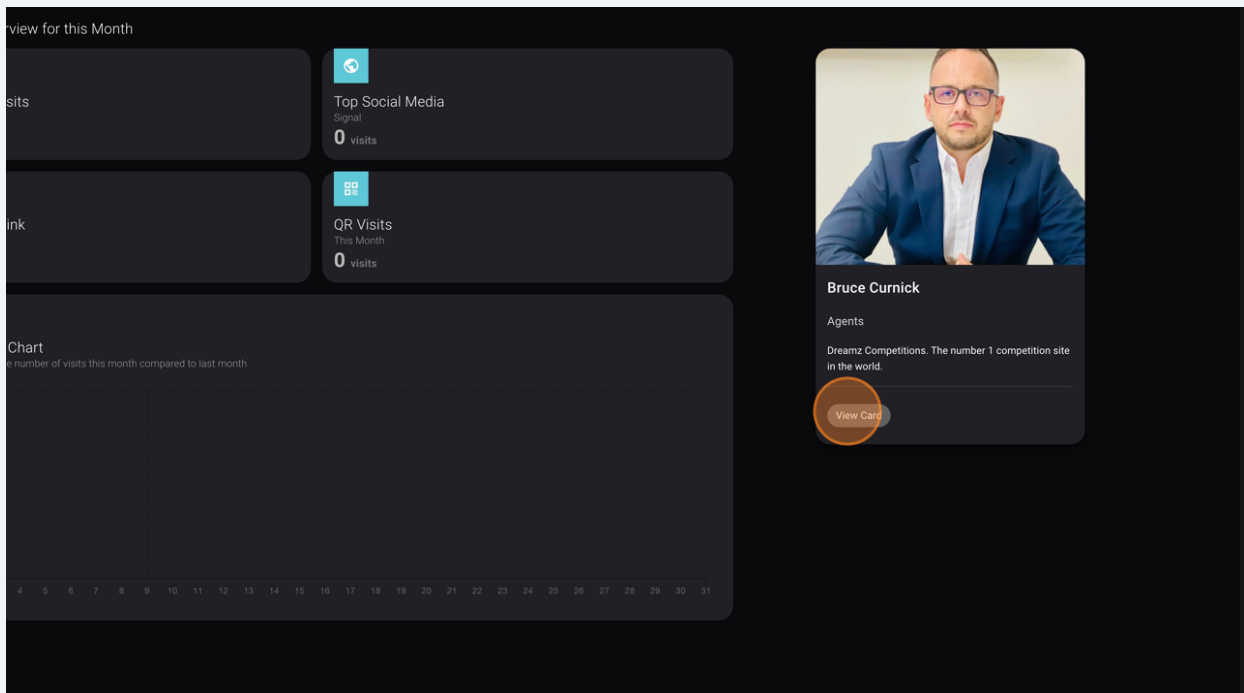 rview for this Month
sits
Top Social Media
Signal
0 visits
ink
QR Visits
This Month
0 visits
Bruce Curnick
Agents
Dreamz Competitions. The number 1 competition site
in the world.
View Card
Chart
e number of visits this month compared to last month
4 5 6 7 8 9 10 11 12 13 14 15 16 17 18 19 20 21 22 23 24 25 26 27 28 29 30 31